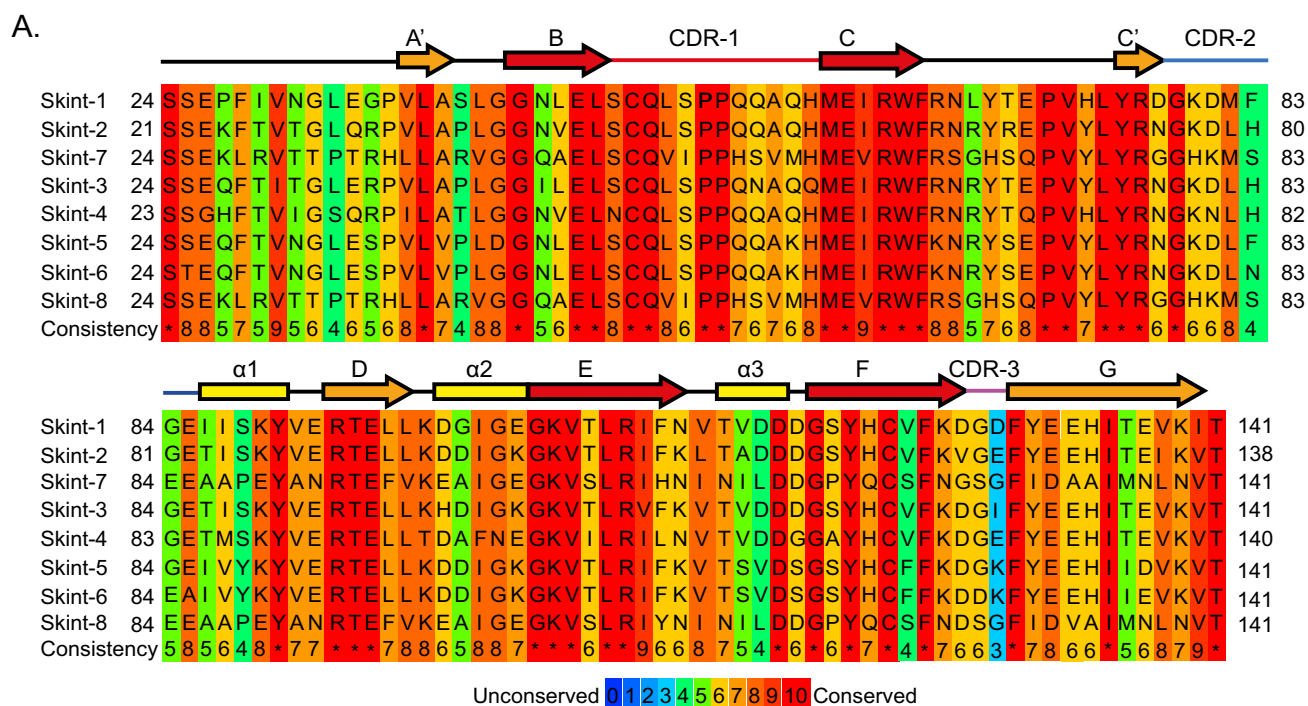 A.
A' B CDR-1 C C' CDR-2
Skint-1 24 S S E P F I V N G L E G P V L A S L G G N L E L S C Q L S P P Q Q A Q H M E I R W F R N L Y T E P V H L Y R D G K D M F 83
Skint-2 21 S S E K F T V T G L Q R P V L A P L G G N V E L S C Q L S P P Q Q A Q H M E I R W F R N R Y R E P V Y L Y R N G K D L H 80
Skint-7 24 S S E K L R V T T P T R H L L A R V G G Q A E L S C Q V I P P H S V M H M E V R W F R S G H S Q P V Y L Y R G G H K M S 83
Skint-3 24 S S E Q F T I T G L E R P V L A P L G G I L E L S C Q L S P P Q N A Q Q M E I R W F R N R Y T E P V Y L Y R N G K D L H 83
Skint-4 23 S S G H F T V I G S Q R P I L A T L G G N V E L N C Q L S P P Q Q A Q H M E I R W F R N R Y T Q P V H L Y R N G K N L H 82
Skint-5 24 S S E Q F T V N G L E S P V L V P L D G N L E L S C Q L S P P Q Q A K H M E I R W F K N R Y S E P V H L Y R N G K D L F 83
Skint-6 24 S T E Q F T V N G L E S P V L V P L G G N L E L S C Q L S P P Q Q A K H M E I R W F K N R Y S E P V Y L Y R N G K D L N 83
Skint-8 24 S S E K L R V T T P T R H L L A R V G G Q A E L S C Q V I P P H S V M H M E V R W F R S G H S Q P V Y L Y R G G H K M S 83
Consistency * 8 8 5 7 5 9 5 6 4 6 5 6 8 * 7 4 8 8 * 5 6 * * 8 * * 8 6 * * 7 6 7 6 8 * * 9 * * * 8 8 5 7 6 8 * * 7 * * * 6 * 6 6 8 4
α1 D α2 E α3 F CDR-3 G
Skint-1 84 G E I I S K Y V E R T E L L K D G I G E G K V T L R I F N V T V D D D G S Y H C V F K D G D F Y E E H I T E V K I T 141
Skint-2 81 G E T I S K Y V E R T E L L K D D I G K G K V T L R I F K L T A D D D G S Y H C V F K V G E F Y E E H I T E I K V T 138
Skint-7 84 E E A A P E Y A N R T E F V K E A I G E G K V S L R I H N I N I L D D G P Y Q C S F N G S G F I D A A I M N L N V T 141
Skint-3 84 G E T I S K Y V E R T E L L K H D I G K G K V T L R V F K V T V D D D G S Y H C V F K D G I F Y E E H I T E V K V T 141
Skint-4 83 G E T M S K Y V E R T E L L T D A F N E G K V I L R I L N V T V D D G G A Y H C V F K D G E F Y E E H I T E V K V T 140
Skint-5 84 G E I V Y K Y V E R T E L L K D D I G K G K V T L R I F K V T S V D S G S Y H C F F K D G K F Y E E H I I D V K V T 141
Skint-6 84 E A I V Y K Y V E R T E L L K D D I G K G K V T L R I F K V T S V D D G S Y H C F F K D D K F Y E E H I I E V K V T 141
Skint-8 84 E E A A P E Y A N R T E F V K E A I G E G K V S L R I Y N I N I L D D G P Y Q C S F N D S G F I D V A I M N L N V T 141
Consistency 5 8 5 6 4 8 * 7 7 * * * 7 8 8 6 5 8 8 7 * * * 6 * * 9 6 6 8 7 5 4 * 6 * 7 * 4 * 7 6 6 3 * 7 8 6 6 * 5 6 8 7 9 *
Unconserved 0 1 2 3 4 5 6 7 8 9 10 Conserved